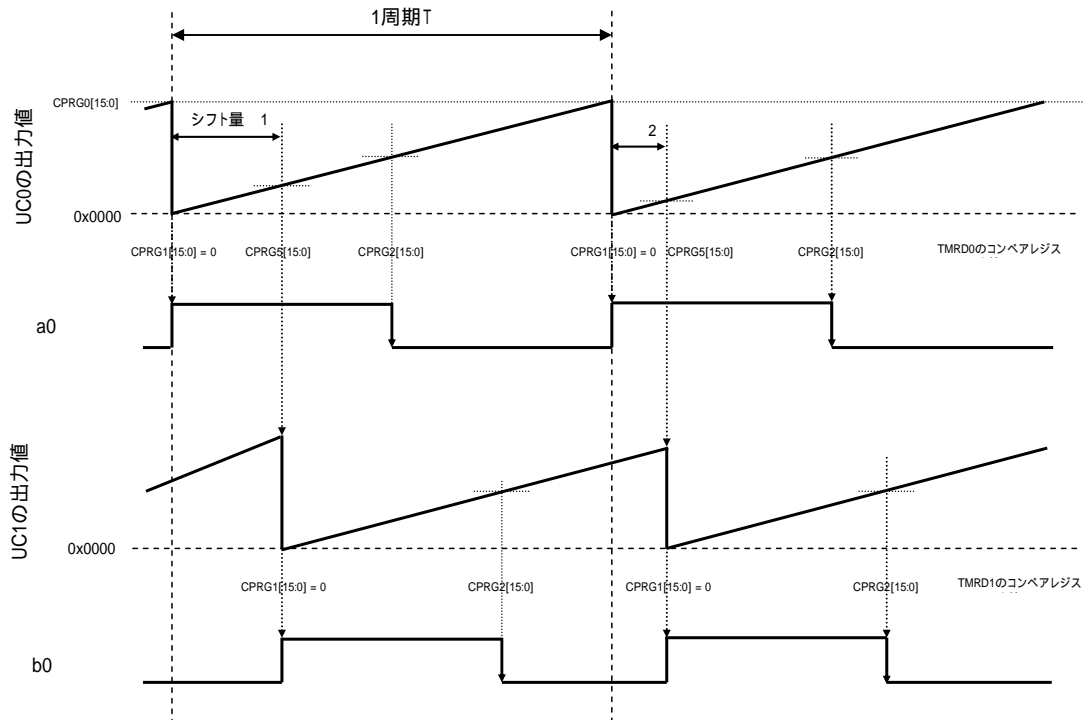 1周期T
CPRG0[15:0]
シフト量 1
2
UC0の出力値
0x0000
CPRG1[15:0] = 0
CPRG5[15:0]
CPRG2[15:0]
CPRG1[15:0] = 0
CPRG5[15:0]
CPRG2[15:0]
TMRD0のコンペアレジス
a0
UC1の出力値
0x0000
CPRG1[15:0] = 0
CPRG2[15:0]
CPRG1[15:0] = 0
CPRG2[15:0]
TMRD1のコンペアレジス
b0